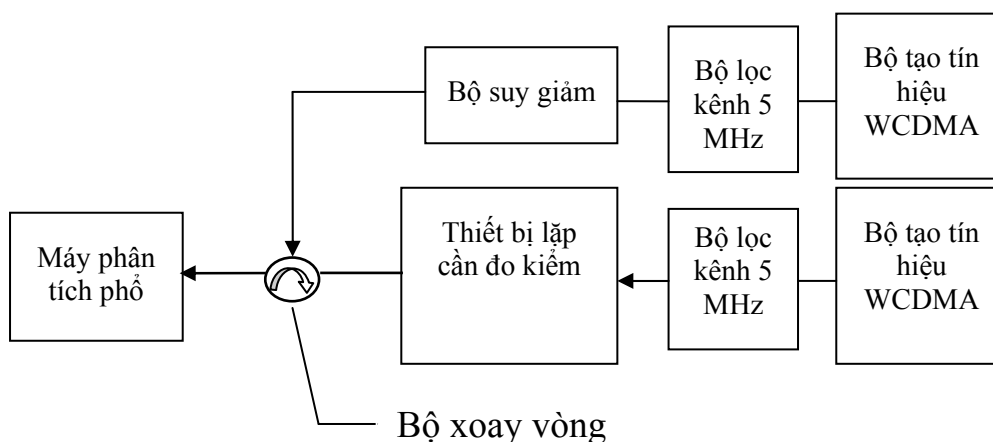 Bộ suy giảm
Bộ lọc
kênh 5
MHz
Bộ tạo tín
hiệu
WCDMA
Máy phân
tích phổ
Thiết bị lặp
cần đo kiểm
Bộ lọc
kênh 5
MHz
Bộ tạo tín
hiệu
WCDMA
Bộ xoay vòng